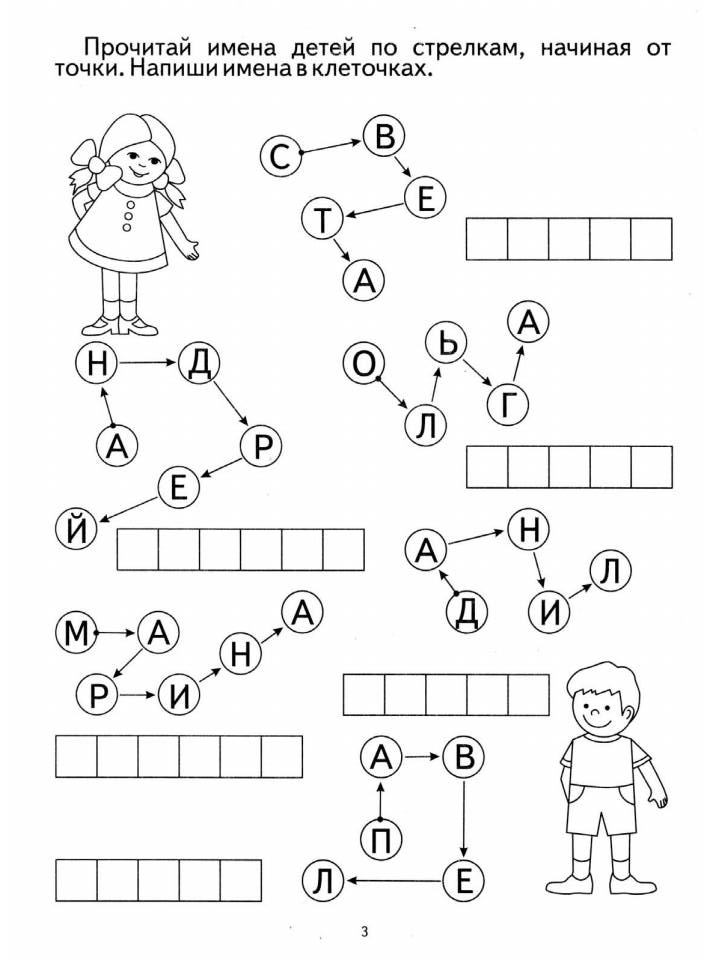 Прочитай имена детей по стрелкам, начиная от
точки. Напиши имена в клеточках.
С В Е Т А
О Л Ь Г А
А Н Д Р Е Й
Д А Н И Л
М А Р И Н А
П А В Е Л
3